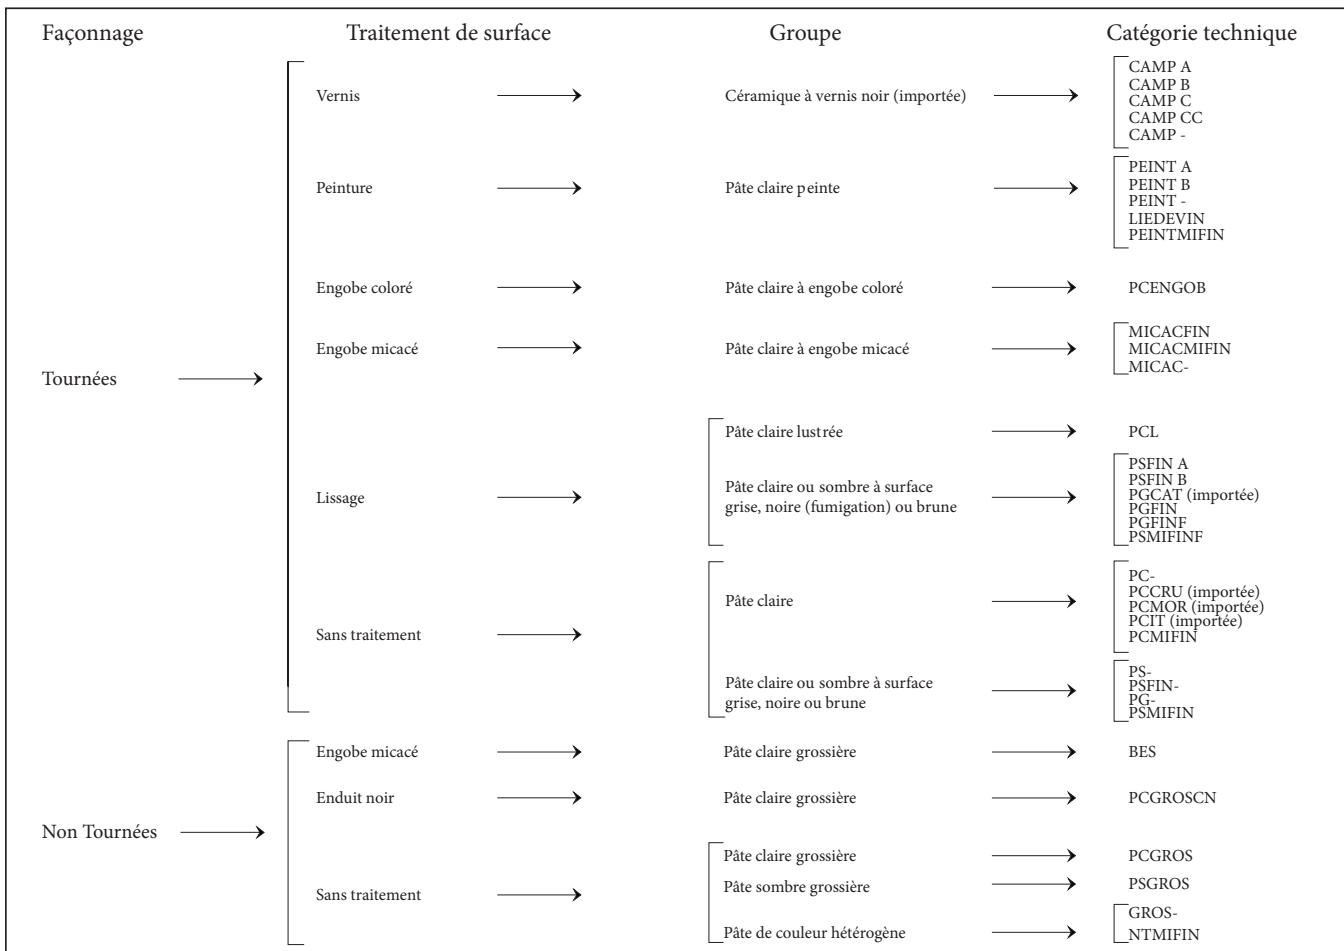 Façonnage Traitement de surface Groupe Catégorie technique
Tournées
Vernis
Céramique à vernis noir (importée)
CAMP A
CAMP B
CAMP C
CAMP CC
CAMP -
Peinture
Pâte claire peinte
PEINT A
PEINT B
PEINT -
LIEDEVIN
PEINTMIFIN
Engobe coloré
Pâte claire à engobe coloré
PCENGOB
Engobe micacé
Pâte claire à engobe micacé
MICACFIN
MICACMIFIN
MICAC-
Lissage
Pâte claire lustrée
PCL
Pâte claire ou sombre à surface
grise, noire (fumigation) ou brune
PSFIN A
PSFIN B
PGCAT (importée)
PGFIN
PGFINF
PSMIFINF
Sans traitement
Pâte claire
PC-
PCCRU (importée)
PCMOR (importée)
PCIT (importée)
PCMIFIN
Pâte claire ou sombre à surface
grise, noire ou brune
PS-
PSFIN-
PG-
PSMIFIN
Non Tournées
Engobe micacé
Pâte claire grossière
BES
Enduit noir
Pâte claire grossière
PCGROSCN
Sans traitement
Pâte claire grossière
PCGROS
Pâte sombre grossière
PSGROS
Pâte de couleur hétérogène
GROS-
NTMIFIN